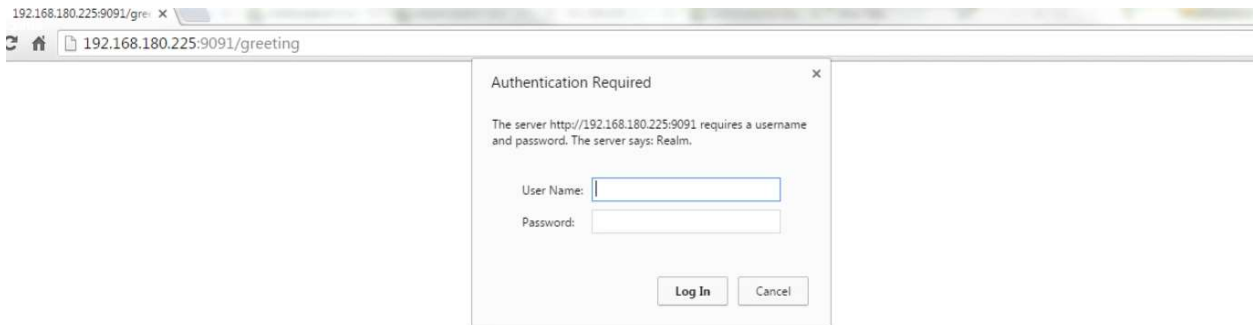 192.168.180.225:9091/gre
192.168.180.225:9091/greeting
Authentication Required
The server http://192.168.180.225:9091 requires a username
and password. The server says: Realm.
User Name:
Password:
Log In
Cancel